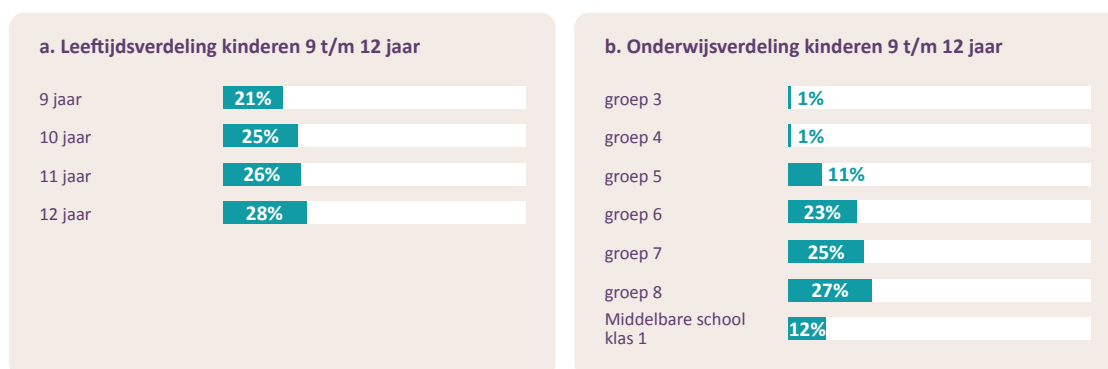 a. Leeftijdsverdeling kinderen 9 t/m 12 jaar
9 jaar 21%
10 jaar 25%
11 jaar 26%
12 jaar 28%
b. Onderwijsverdeling kinderen 9 t/m 12 jaar
groep 3 1%
groep 4 1%
groep 5 11%
groep 6 23%
groep 7 25%
groep 8 27%
Middelbare school
klas 1 12%